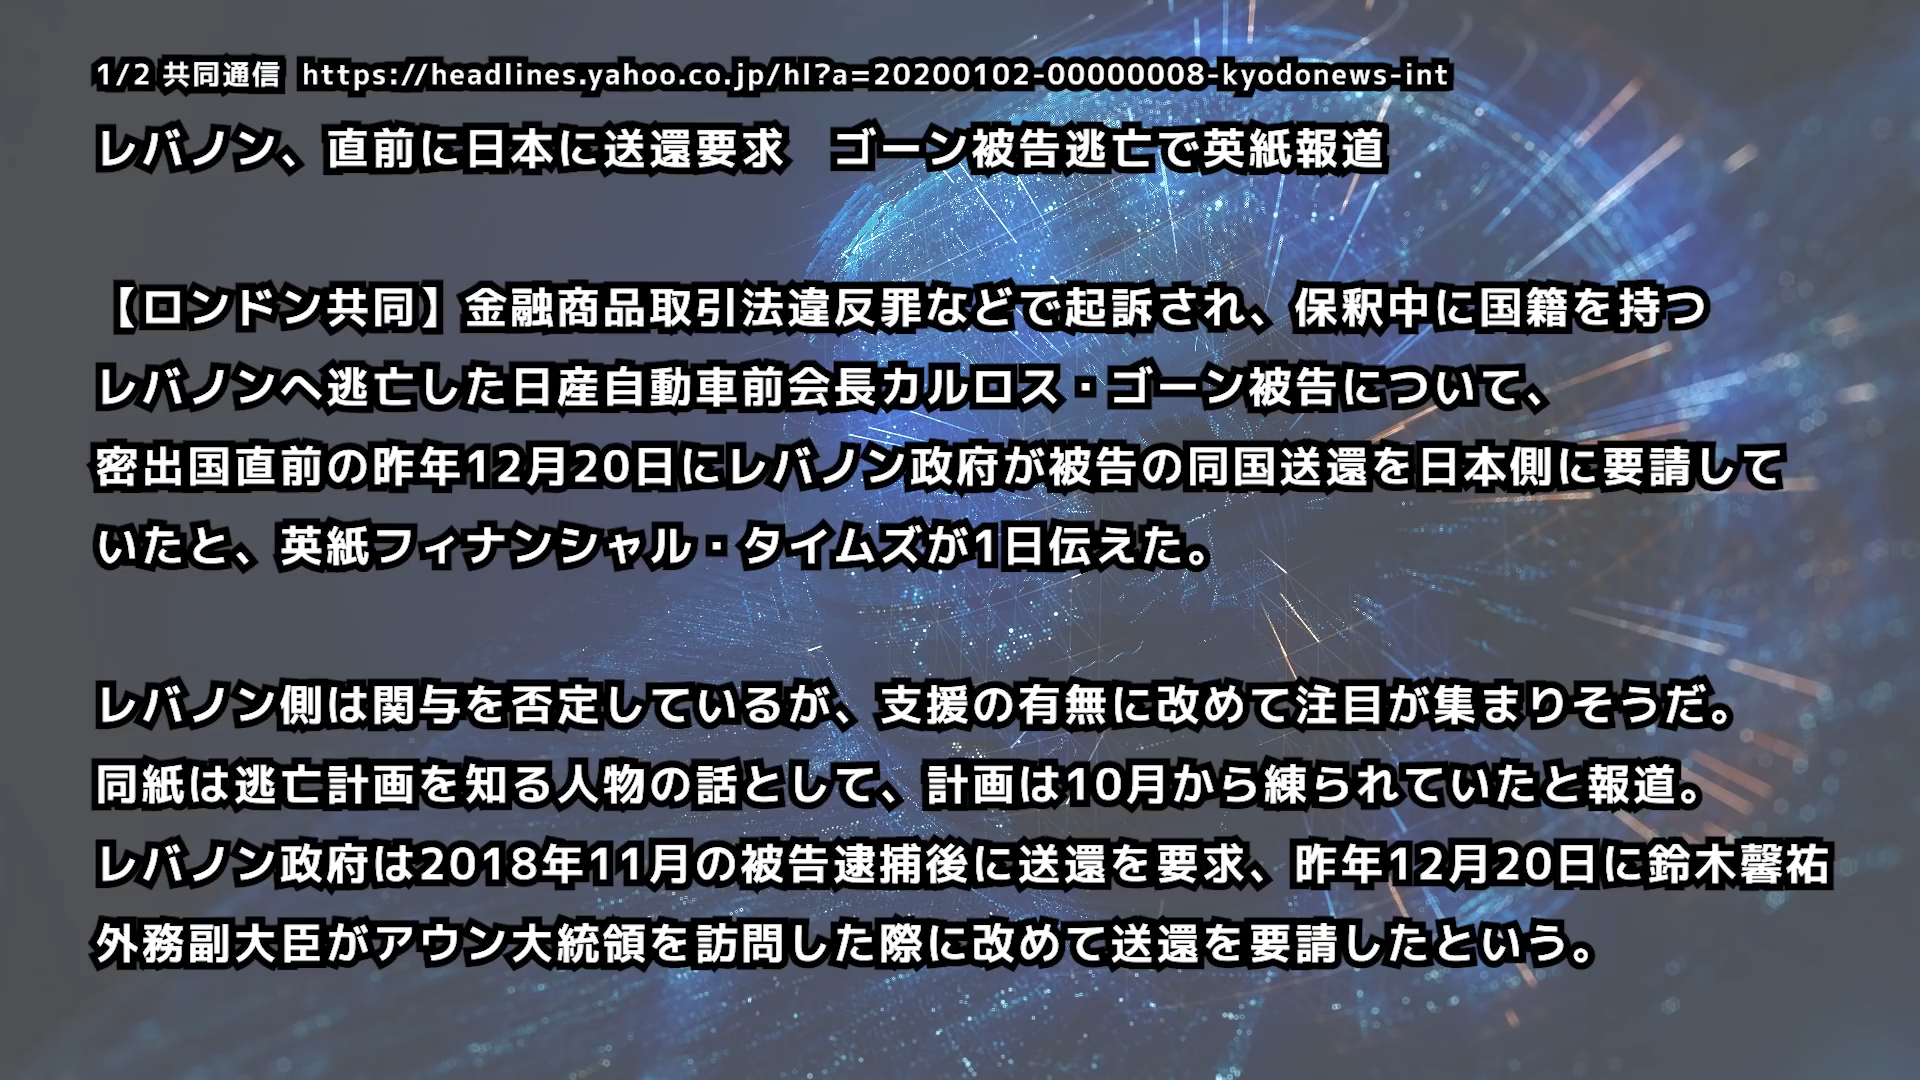 1/2 共同通信  https://headlines.yahoo.co.jp/hl?a=20200102-00000008-kyodonews-int
レバノン、直前に日本に送還要求　ゴーン被告逃亡で英紙報道
【ロンドン共同】金融商品取引法違反罪などで起訴され、保釈中に国籍を持つ
レバノンへ逃亡した日産自動車前会長カルロス・ゴーン被告について、
密出国直前の昨年12月20日にレバノン政府が被告の同国送還を日本側に要請して
いたと、英紙フィナンシャル・タイムズが1日伝えた。
レバノン側は関与を否定しているが、支援の有無に改めて注目が集まりそうだ。
同紙は逃亡計画を知る人物の話として、計画は10月から練られていたと報道。
レバノン政府は2018年11月の被告逮捕後に送還を要求、昨年12月20日に鈴木馨祐
外務副大臣がアウン大統領を訪問した際に改めて送還を要請したという。